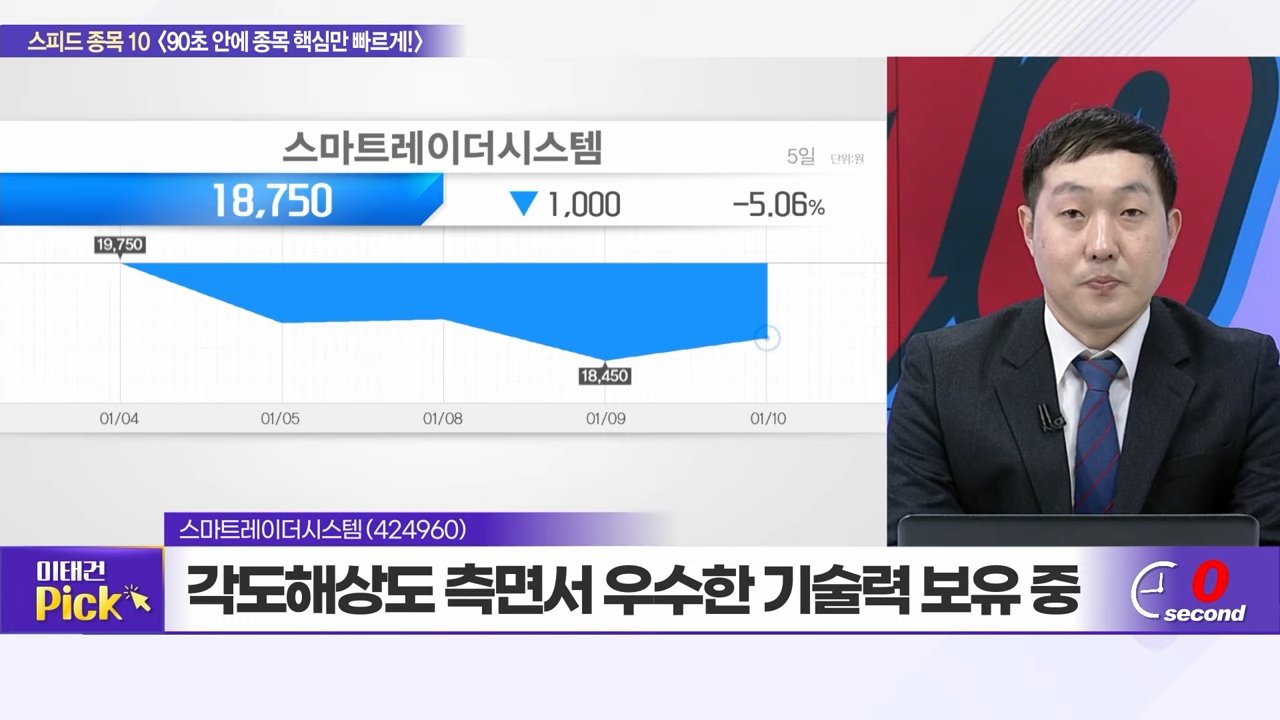 스피드 종목 10 〈90초 안에 종목 핵심만 빠르게!〉
스마트레이더시스템
5일 단위:원
18,750 ▼ 1,000 -5.06%
19,750
18,450
01/04 01/05 01/08 01/09 01/10
스마트레이더시스템(424960)
이태건
Pick
각도해상도 측면서 우수한 기술력 보유 중
0
second